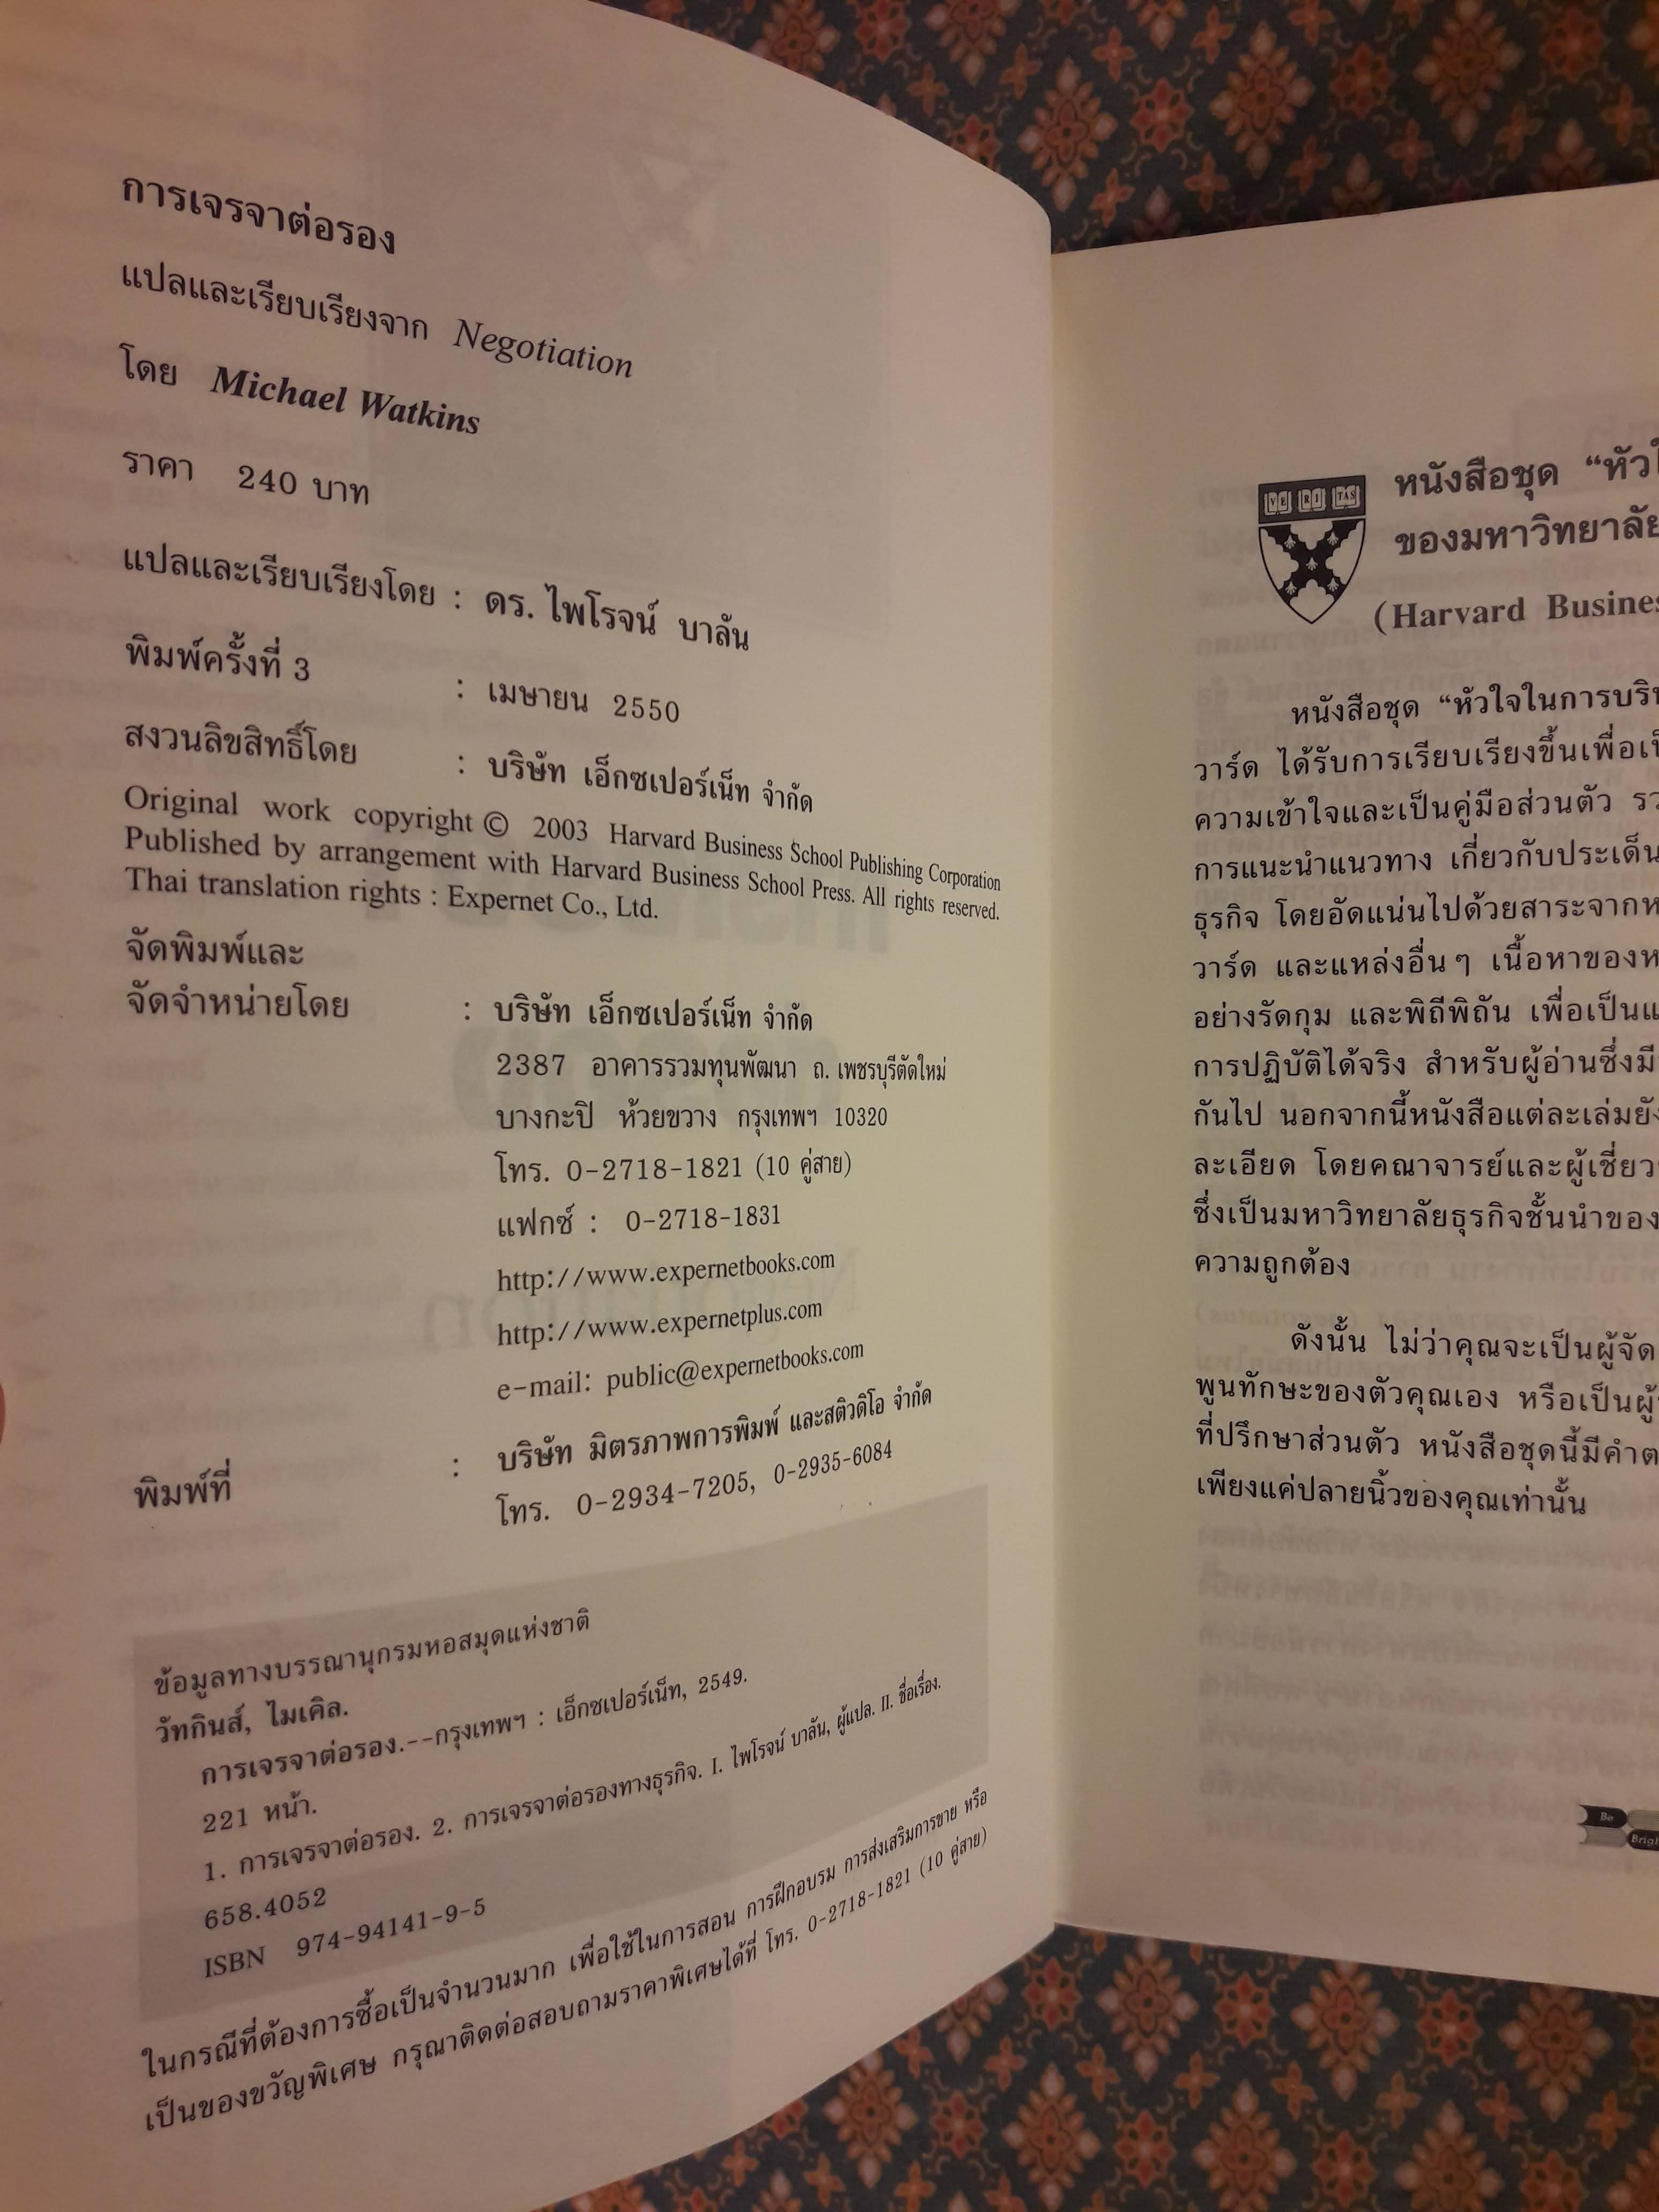 การเจรจาต่อรอง
แปลและเรียบเรียงจาก Negotiation
โดย Michael Watkins
ราคา 240 บาท
แปลและเรียบเรียงโดย : ดร. ไพโรจน์ บาลัน
พิมพ์ครั้งที่ 3 : เมษายน 2550
สงวนลิขสิทธิ์โดย : บริษัท เอ็กซเปอร์เน็ท จำกัด
Original work copyright © 2003 Harvard Business School Publishing Corporation
Published by arrangement with Harvard Business School Press. All rights reserved.
Thai translation rights : Expernet Co., Ltd.
จัดพิมพ์และ
จัดจำหน่ายโดย : บริษัท เอ็กซเปอร์เน็ท จำกัด
2387 อาคารรวมทุนพัฒนา ถ. เพชรบุรีตัดใหม่
บางกะปิ ห้วยขวาง กรุงเทพฯ 10320
โทร. 0-2718-1821 (10 คู่สาย)
แฟกซ์ : 0-2718-1831
http://www.expernetbooks.com
http://www.expernetplus.com
e-mail: public@expernetbooks.com
พิมพ์ที่ : บริษัท มิตรภาพการพิมพ์ และสติวดิโอ จำกัด
โทร. 0-2934-7205, 0-2935-6084
ข้อมูลทางบรรณานุกรมหอสมุดแห่งชาติ
วัทกินส์, ไมเคิล.
การเจรจาต่อรอง.--กรุงเทพฯ : เอ็กซเปอร์เน็ท, 2549.
221 หน้า.
1. การเจรจาต่อรอง. 2. การเจรจาต่อรองทางธุรกิจ. I. ไพโรจน์ บาลัน, ผู้แปล. II. ชื่อเรื่อง.
658.4052
ISBN 974-94141-9-5
ในกรณีที่ต้องการซื้อเป็นจำนวนมาก เพื่อใช้ในการสอน การฝึกอบรม การส่งเสริมการขาย หรือ
เป็นของขวัญพิเศษ กรุณาติดต่อสอบถามราคาพิเศษได้ที่ โทร. 0-2718-1821 (10 คู่สาย)
VE RI TAS
หนังสือชุด “หัวใ
ของมหาวิทยาลัย
(Harvard Busines
หนังสือชุด “หัวใจในการบริ
วาร์ด ได้รับการเรียบเรียงขึ้นเพื่อเป็
ความเข้าใจและเป็นคู่มือส่วนตัว รว
การแนะนำแนวทาง เกี่ยวกับประเด็น
ธุรกิจ โดยอัดแน่นไปด้วยสาระจากห
วาร์ด และแหล่งอื่นๆ เนื้อหาของห
อย่างรัดกุม และพิถีพิถัน เพื่อเป็นแ
การปฏิบัติได้จริง สำหรับผู้อ่านซึ่งมี
กันไป นอกจากนี้หนังสือแต่ละเล่มยัง
ละเอียด โดยคณาจารย์และผู้เชี่ยว
ซึ่งเป็นมหาวิทยาลัยธุรกิจชั้นนำของ
ความถูกต้อง
ดังนั้น ไม่ว่าคุณจะเป็นผู้จัด
พูนทักษะของตัวคุณเอง หรือเป็นผู้
ที่ปรึกษาส่วนตัว หนังสือชุดนี้มีคำต
เพียงแค่ปลายนิ้วของคุณเท่านั้น
Be
Brigh